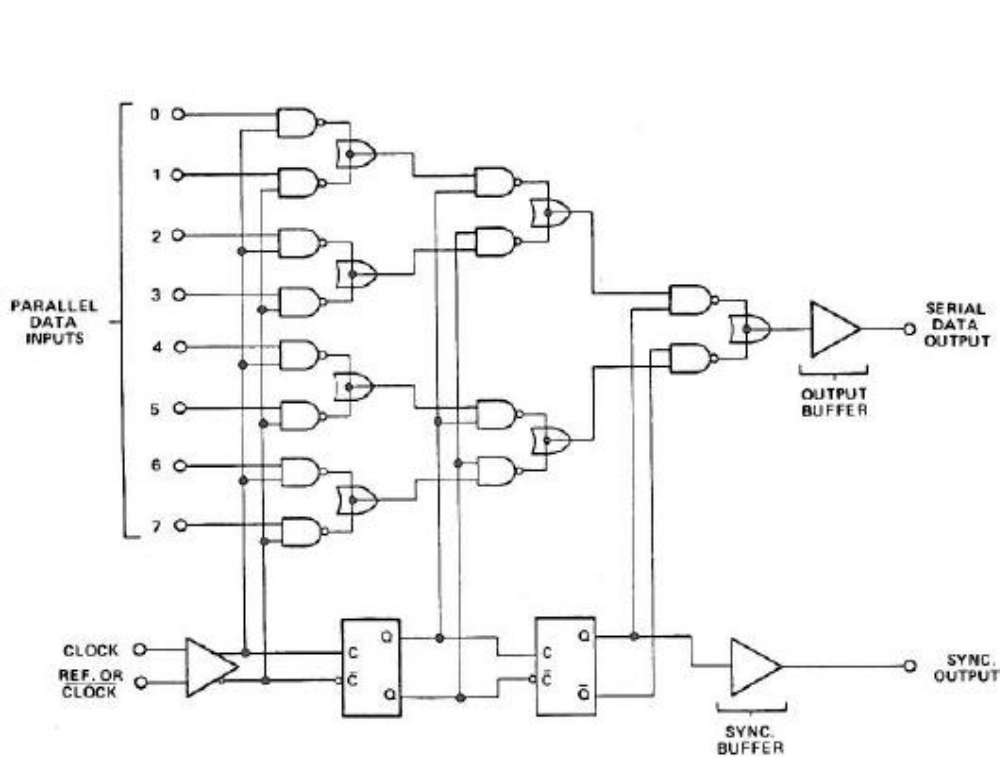 0
1
2
3
4
5
6
7
PARALLEL
DATA
INPUTS
SERIAL
DATA
OUTPUT
OUTPUT
BUFFER
CLOCK
REF. OR
CLOCK
C
C
Q
Q
C
C
Q
Q
SYNC.
OUTPUT
SYNC.
BUFFER